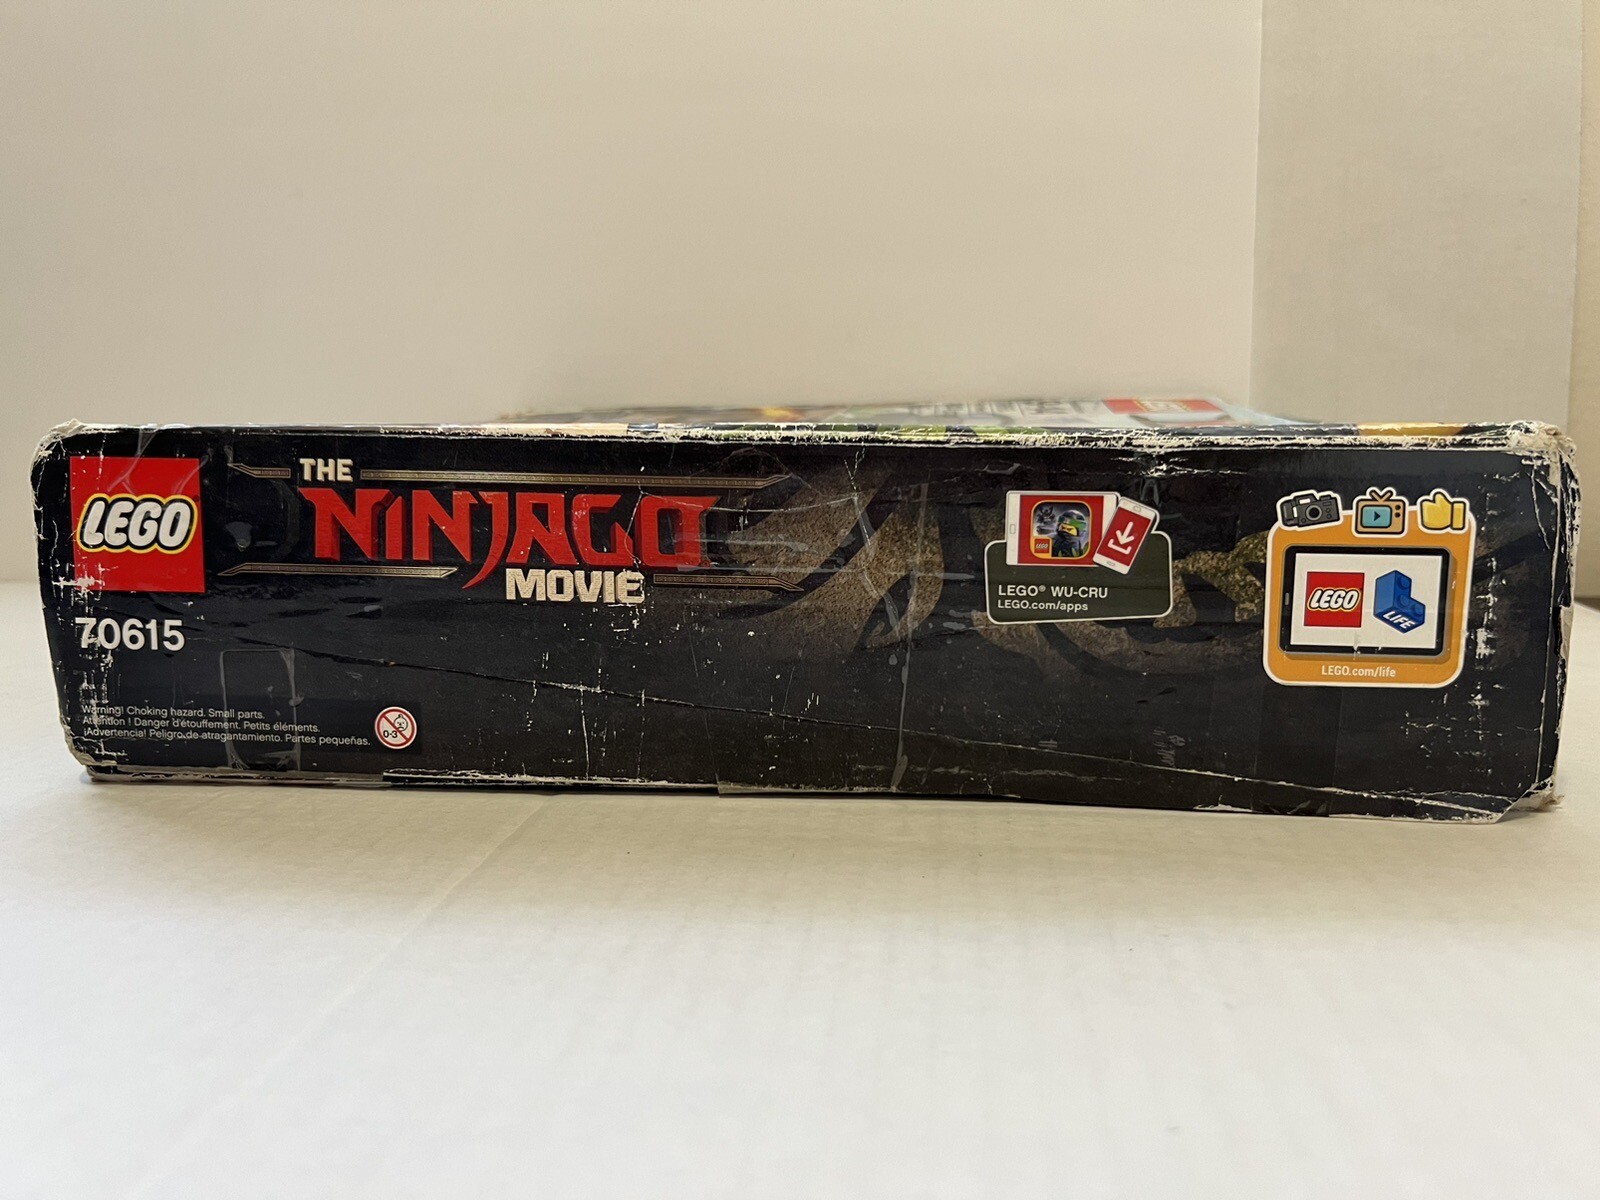 LEGO
THE
NINJAGO
MOVIE
70615
Warning! Choking hazard. Small parts.
Attention ! Danger d'étouffement. Petits éléments.
¡Advertencia! Peligro de atragantamiento. Partes pequeñas.
0-3
LEGO
LEGO® WU-CRU
LEGO.com/apps
LEGO
LIFE
LEGO.com/life
LEGO